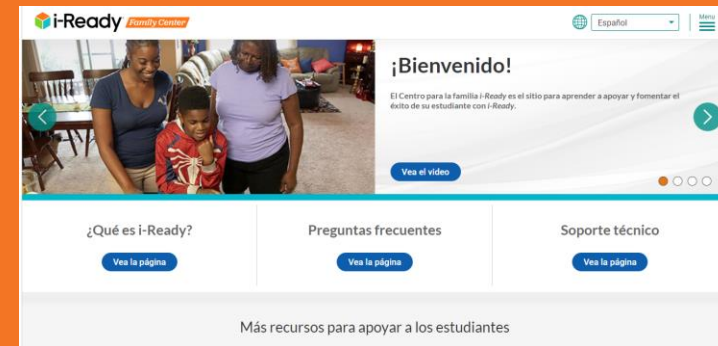 i-Ready Family Center
Español
Menu
¡Bienvenido!
El Centro para la familia i-Ready es el sitio para aprender a apoyar y fomentar el
éxito de su estudiante con i-Ready.
Vea el video
¿Qué es i-Ready?
Vea la página
Preguntas frecuentes
Vea la página
Soporte técnico
Vea la página
Más recursos para apoyar a los estudiantes